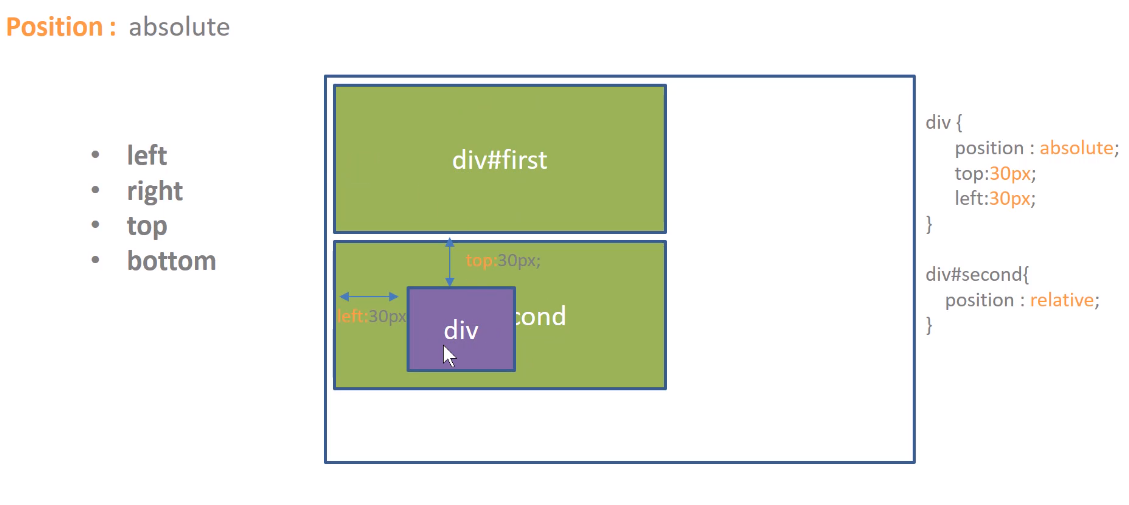 Position : absolute
• left
• right
• top
• bottom
div#first
top:30px;
left:30px
div
cond
div {
position : absolute;
top:30px;
left:30px;
}
div#second{
position : relative;
}